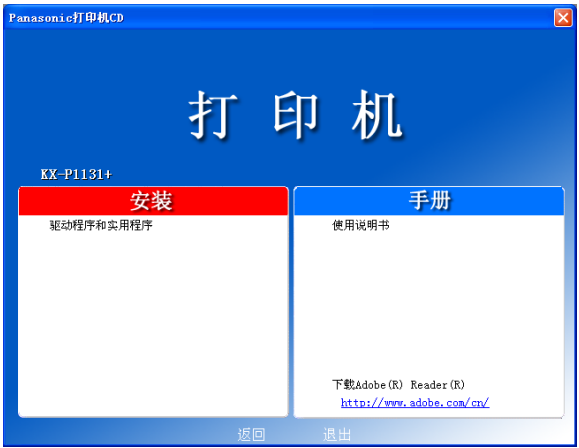 Panasonic打印机CD
打 印 机
KX-P1131+
安装
驱动程序和实用程序
手册
使用说明书
下载Adobe(R) Reader(R)
http://www.adobe.com/cn/
返回 退出